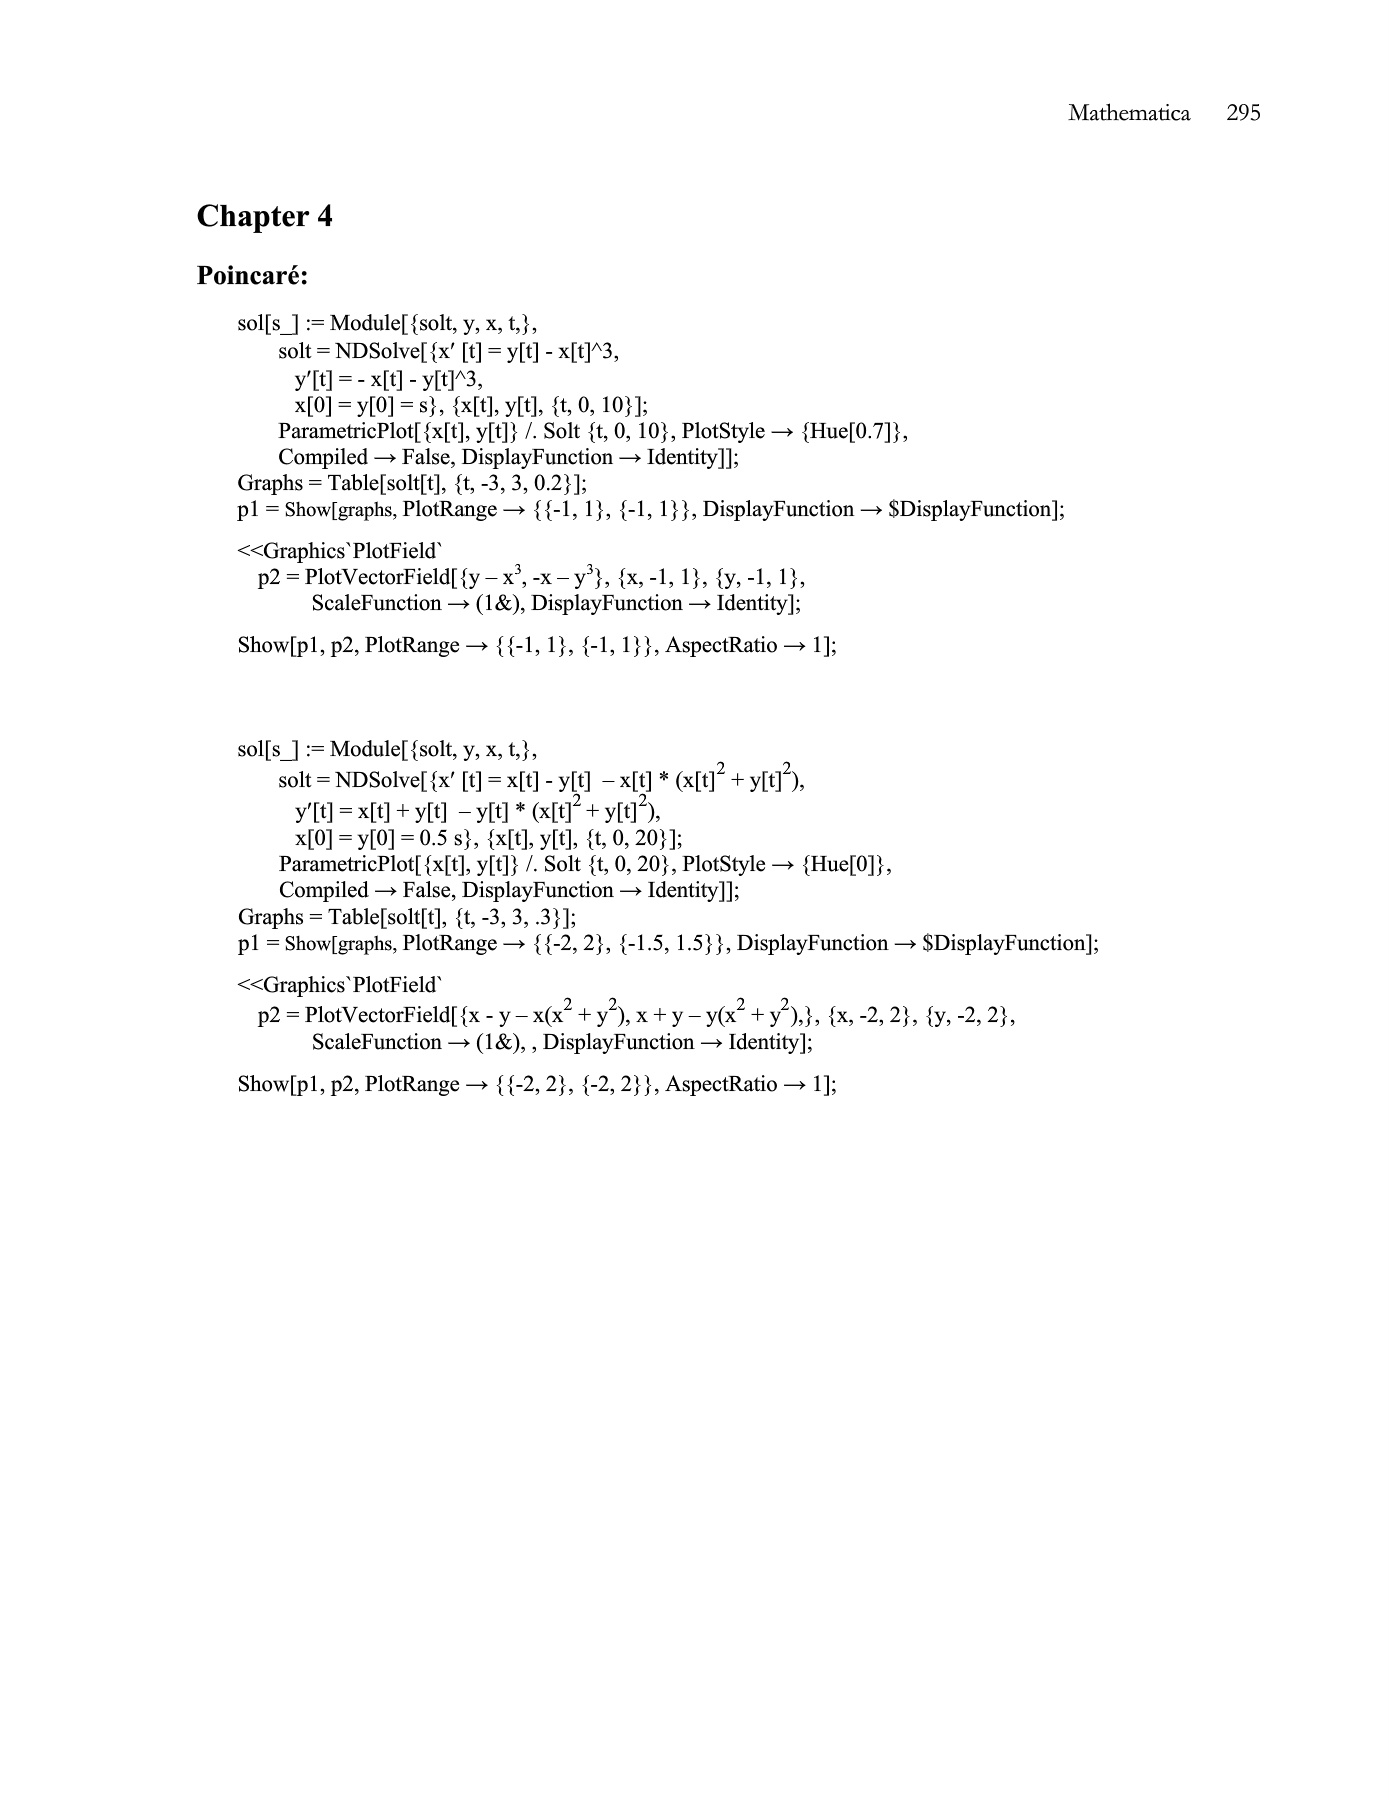 Mathematica 295
Chapter 4
Poincaré:
sol[s_] := Module[{solt, y, x, t,},
solt = NDSolve[{x′ [t] = y[t] - x[t]^3,
y′[t] = - x[t] - y[t]^3,
x[0] = y[0] = s}, {x[t], y[t], {t, 0, 10}];
ParametricPlot[{x[t], y[t]} /. Solt {t, 0, 10}, PlotStyle → {Hue[0.7]},
Compiled → False, DisplayFunction → Identity]];
Graphs = Table[solt[t], {t, -3, 3, 0.2}];
p1 = Show[graphs, PlotRange → {{-1, 1}, {-1, 1}}, DisplayFunction → $DisplayFunction];
<<Graphics`PlotField`
p2 = PlotVectorField[{y – x³, -x – y³}, {x, -1, 1}, {y, -1, 1},
ScaleFunction → (1&), DisplayFunction → Identity];
Show[p1, p2, PlotRange → {{-1, 1}, {-1, 1}}, AspectRatio → 1];
sol[s_] := Module[{solt, y, x, t,},
solt = NDSolve[{x′ [t] = x[t] - y[t] – x[t] * (x[t]² + y[t]²),
y′[t] = x[t] + y[t] – y[t] * (x[t]² + y[t]²),
x[0] = y[0] = 0.5 s}, {x[t], y[t], {t, 0, 20}];
ParametricPlot[{x[t], y[t]} /. Solt {t, 0, 20}, PlotStyle → {Hue[0]},
Compiled → False, DisplayFunction → Identity]];
Graphs = Table[solt[t], {t, -3, 3, .3}];
p1 = Show[graphs, PlotRange → {{-2, 2}, {-1.5, 1.5}}, DisplayFunction → $DisplayFunction];
<<Graphics`PlotField`
p2 = PlotVectorField[{x - y – x(x² + y²), x + y – y(x² + y²),}, {x, -2, 2}, {y, -2, 2},
ScaleFunction → (1&), , DisplayFunction → Identity];
Show[p1, p2, PlotRange → {{-2, 2}, {-2, 2}}, AspectRatio → 1];